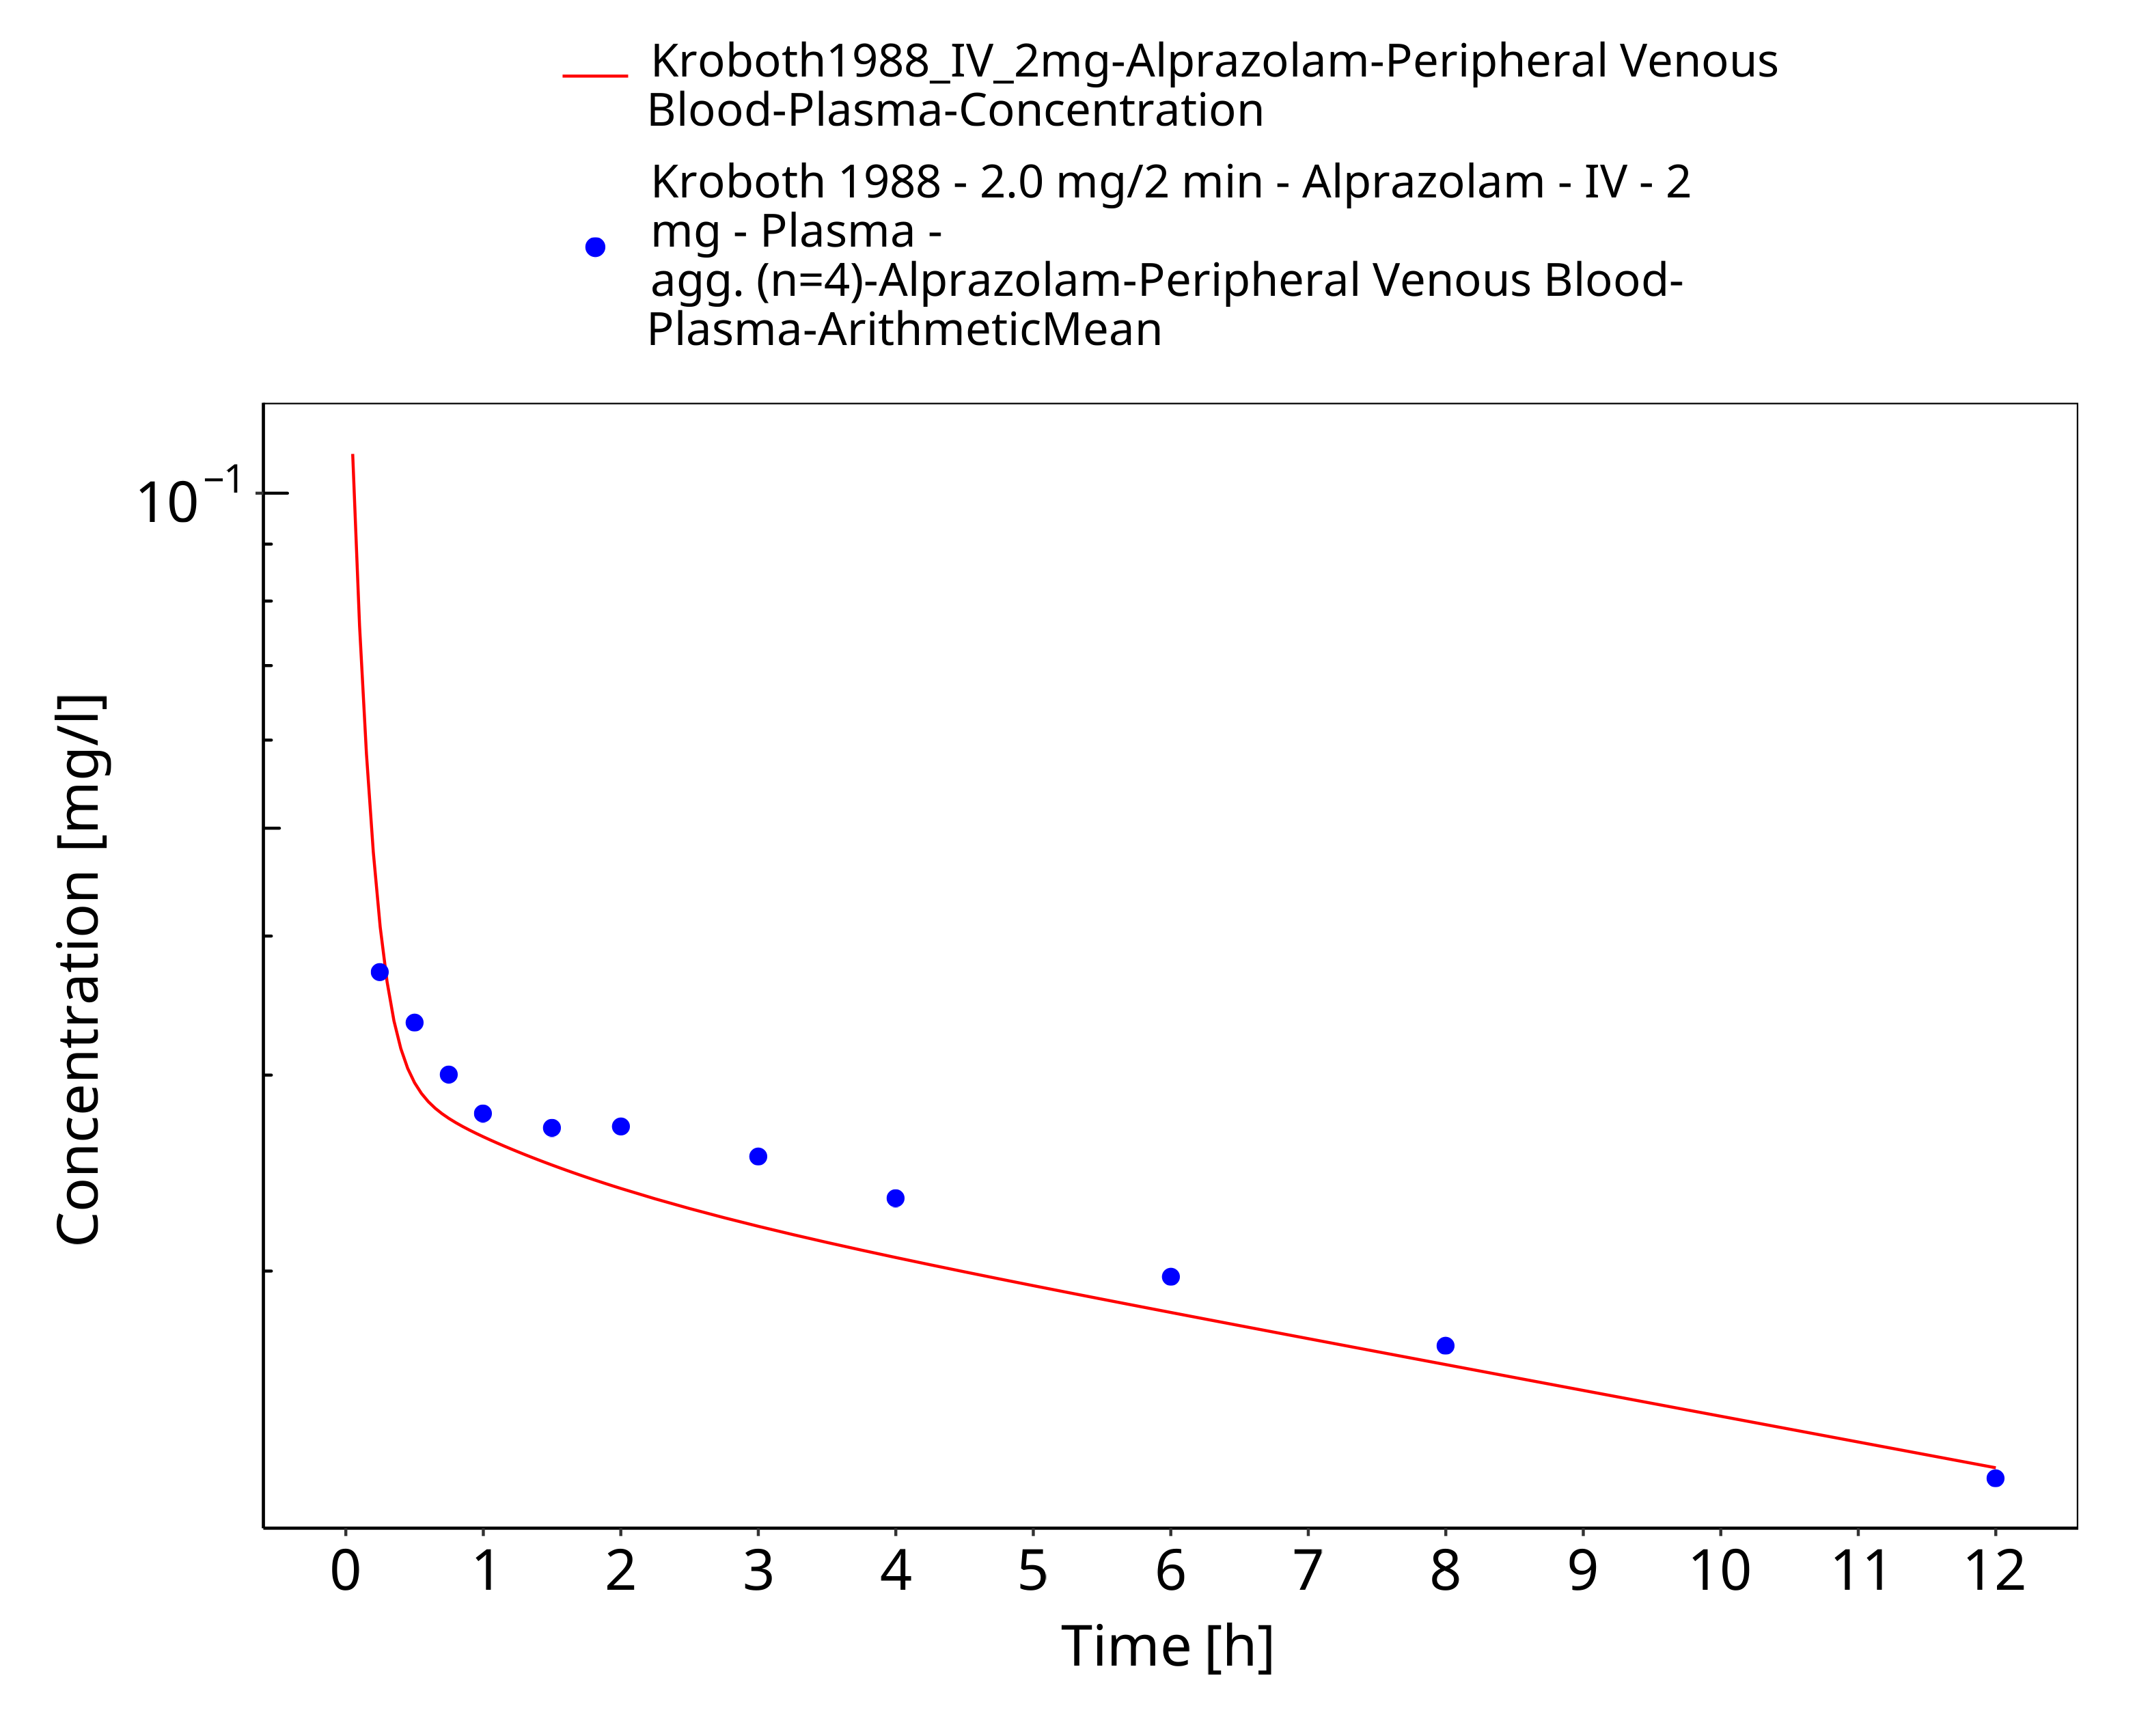 Kroboth1988_IV_2mg-Alprazolam-Peripheral Venous
Blood-Plasma-Concentration
Kroboth 1988 - 2.0 mg/2 min - Alprazolam - IV - 2
mg - Plasma -
agg. (n=4)-Alprazolam-Peripheral Venous Blood-
Plasma-ArithmeticMean
10⁻¹
Concentration [mg/l]
0 1 2 3 4 5 6 7 8 9 10 11 12
Time [h]